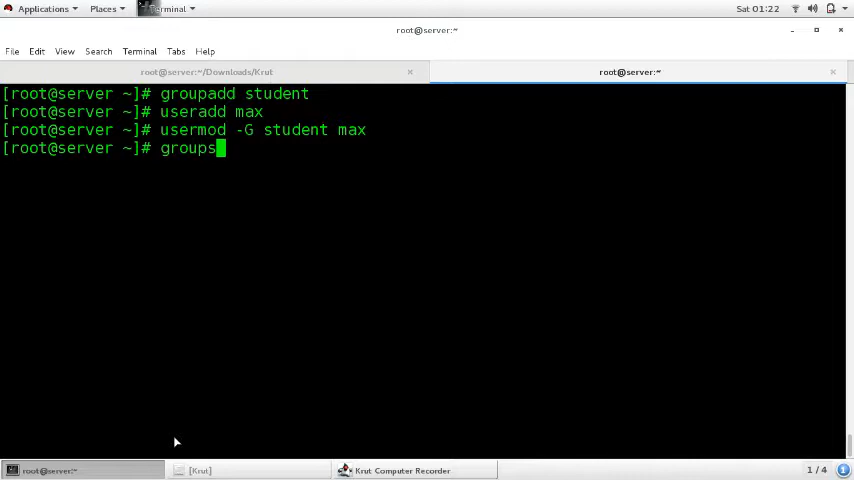 Applications Places Terminal Sat 01:22
root@server:~
File Edit View Search Terminal Tabs Help
root@server:~/Downloads/Krut × root@server:~ ×
[root@server ~]# groupadd student
[root@server ~]# useradd max
[root@server ~]# usermod -G student max
[root@server ~]# groups
root@server:~ [Krut] Krut Computer Recorder 1 / 4 1